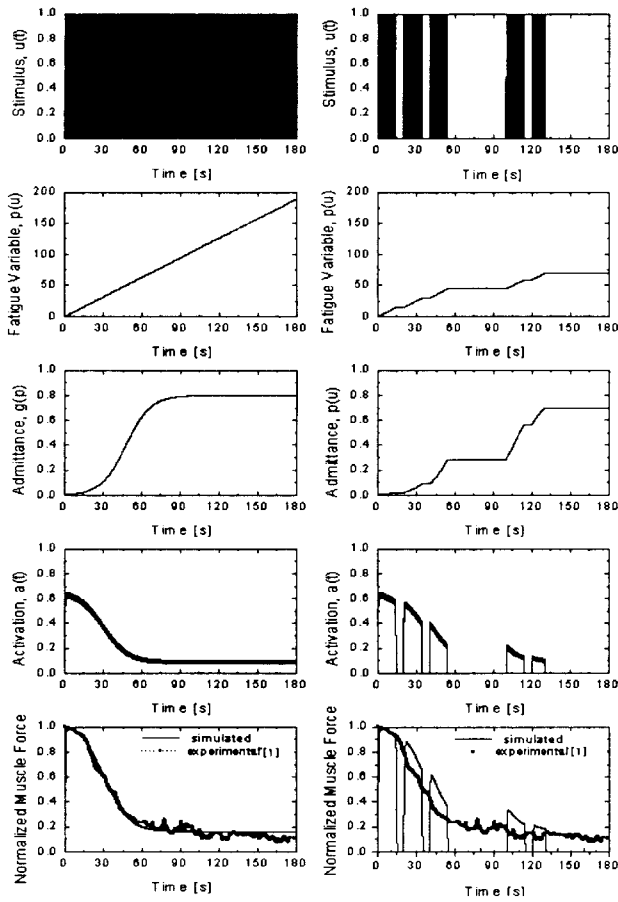 Stimulus, u(t)
1.0
0.8
0.6
0.4
0.2
0.0
0 30 60 90 120 150 180
Time [s]
Stimulus, u(t)
1.0
0.8
0.6
0.4
0.2
0.0
0 30 60 90 120 150 180
Time [s]
Fatigue Variable, p(u)
200
150
100
50
0
0 30 60 90 120 150 180
Time [s]
Fatigue Variable, p(u)
200
150
100
50
0
0 30 60 90 120 150 180
Time [s]
Admittance, g(p)
1.0
0.8
0.6
0.4
0.2
0.0
0 30 60 90 120 150 180
Time [s]
Admittance, p(u)
1.0
0.8
0.6
0.4
0.2
0.0
0 30 60 90 120 150 180
Time [s]
Activation, a(t)
1.0
0.8
0.6
0.4
0.2
0.0
0 30 60 90 120 150 180
Time [s]
Activation, a(t)
1.0
0.8
0.6
0.4
0.2
0.0
0 30 60 90 120 150 180
Time [s]
Normalized Muscle Force
1.0
0.8
0.6
0.4
0.2
0.0
simulated
experimental[1]
0 30 60 90 120 150 180
Time [s]
Normalized Muscle Force
1.0
0.8
0.6
0.4
0.2
0.0
simulated
experimental[1]
0 30 60 90 120 150 180
Time [s]